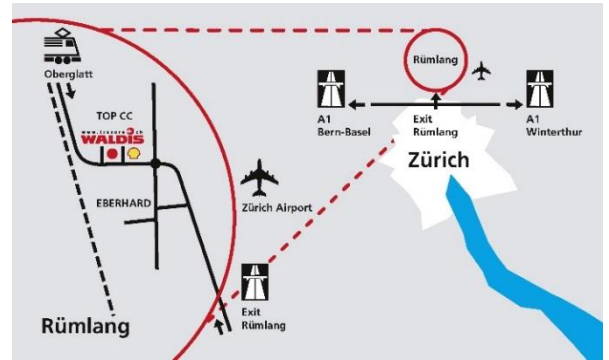 Oberglatt
TOP CC
www.tresore.ch
WALDIS
EBERHARD
Zürich Airport
Exit
Rümlang
Rümlang
Rümlang
A1
Bern-Basel
Exit
Rümlang
A1
Winterthur
Zürich